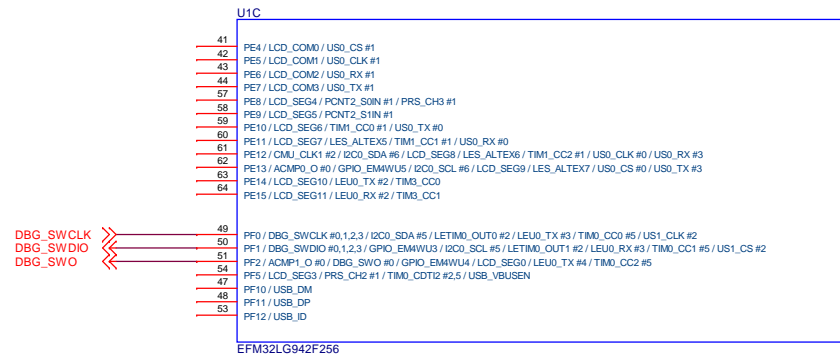 U1C
41 PE4 / LCD_COM0 / US0_CS #1
42 PE5 / LCD_COM1 / US0_CLK #1
43 PE6 / LCD_COM2 / US0_RX #1
44 PE7 / LCD_COM3 / US0_TX #1
57 PE8 / LCD_SEG4 / PCNT2_S0IN #1 / PRS_CH3 #1
58 PE9 / LCD_SEG5 / PCNT2_S1IN #1
59 PE10 / LCD_SEG6 / TIM1_CC0 #1 / US0_TX #0
60 PE11 / LCD_SEG7 / LES_ALTEX5 / TIM1_CC1 #1 / US0_RX #0
61 PE12 / CMU_CLK1 #2 / I2C0_SDA #6 / LCD_SEG8 / LES_ALTEX6 / TIM1_CC2 #1 / US0_CLK #0 / US0_RX #3
62 PE13 / ACMP0_O #0 / GPIO_EM4WU5 / I2C0_SCL #6 / LCD_SEG9 / LES_ALTEX7 / US0_CS #0 / US0_TX #3
63 PE14 / LCD_SEG10 / LEU0_TX #2 / TIM3_CC0
64 PE15 / LCD_SEG11 / LEU0_RX #2 / TIM3_CC1
DBG_SWCLK 49 PF0 / DBG_SWCLK #0,1,2,3 / I2C0_SDA #5 / LETIM0_OUT0 #2 / LEU0_TX #3 / TIM0_CC0 #5 / US1_CLK #2
DBG_SWDIO 50 PF1 / DBG_SWDIO #0,1,2,3 / GPIO_EM4WU3 / I2C0_SCL #5 / LETIM0_OUT1 #2 / LEU0_RX #3 / TIM0_CC1 #5 / US1_CS #2
DBG_SWO 51 PF2 / ACMP1_O #0 / DBG_SWO #0 / GPIO_EM4WU4 / LCD_SEG0 / LEU0_TX #4 / TIM0_CC2 #5
54 PF5 / LCD_SEG3 / PRS_CH2 #1 / TIM0_CDTI2 #2,5 / USB_VBUSEN
47 PF10 / USB_DM
48 PF11 / USB_DP
53 PF12 / USB_ID
EFM32LG942F256